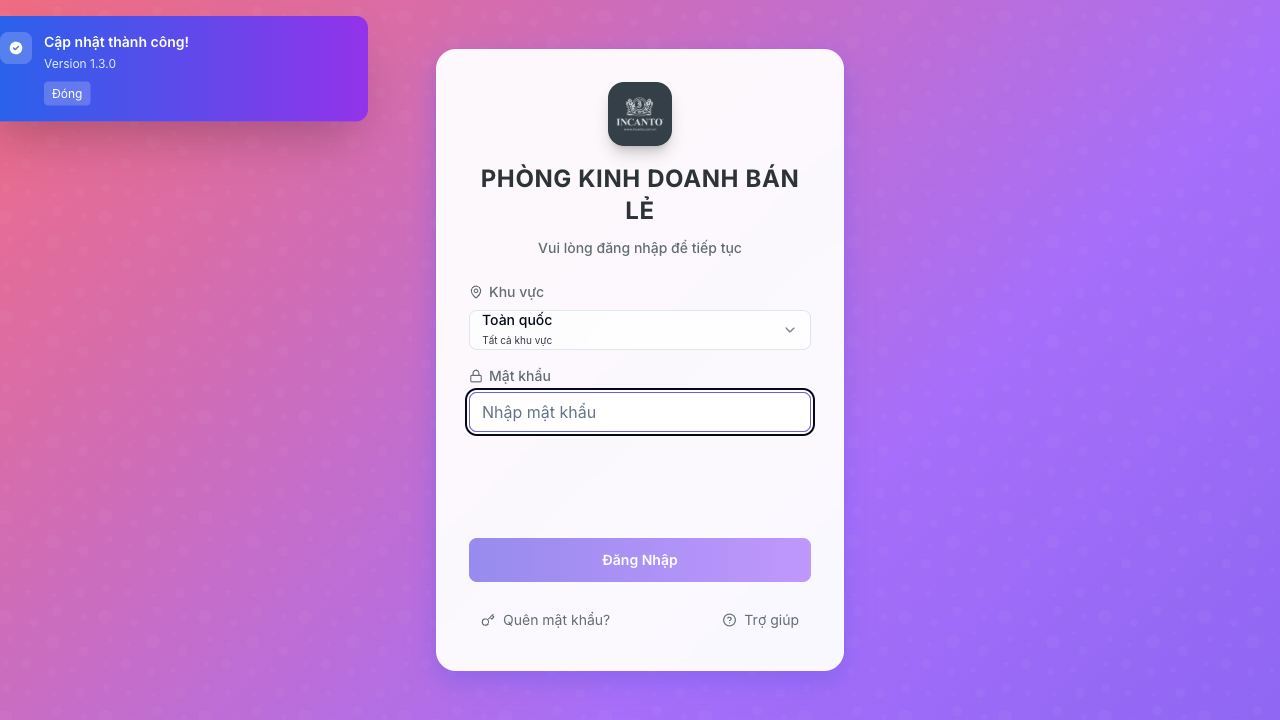 Cập nhật thành công!
Version 1.3.0
Đóng
INCANTO
PHÒNG KINH DOANH BÁN
LẺ
Vui lòng đăng nhập để tiếp tục
Khu vực
Toàn quốc
Tất cả khu vực
Mật khẩu
Nhập mật khẩu
Đăng Nhập
Quên mật khẩu?
Trợ giúp